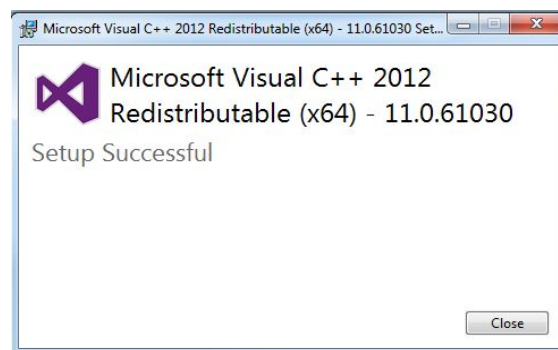 Microsoft Visual C++ 2012 Redistributable (x64) - 11.0.61030 Set...
Microsoft Visual C++ 2012
Redistributable (x64) - 11.0.61030
Setup Successful
Close